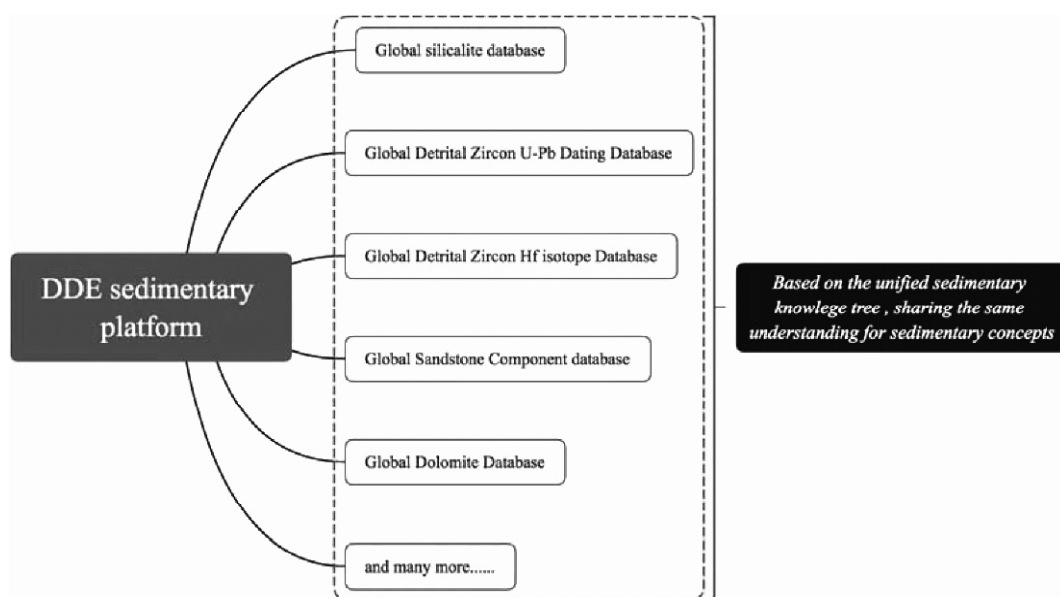 Global silicalite database
Global Detrital Zircon U-Pb Dating Database
Global Detrital Zircon Hf isotope Database
DDE sedimentary
platform
Global Sandstone Component database
Global Dolomite Database
and many more......
Based on the unified sedimentary
knowlege tree , sharing the same
understanding for sedimentary concepts